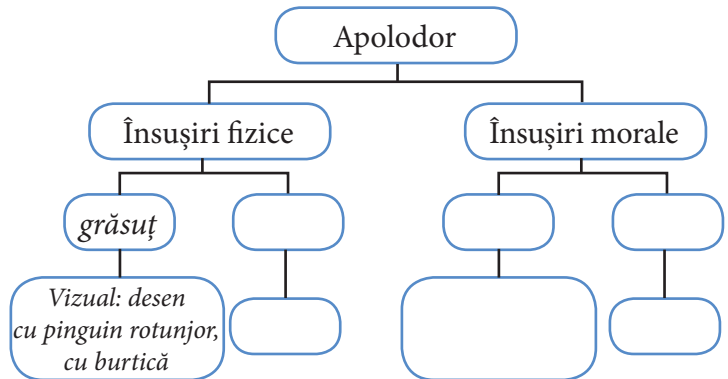 Apolodor
Însușiri fizice
Însușiri morale
grăsuț
Vizual: desen
cu pinguin rotunjor,
cu burtică